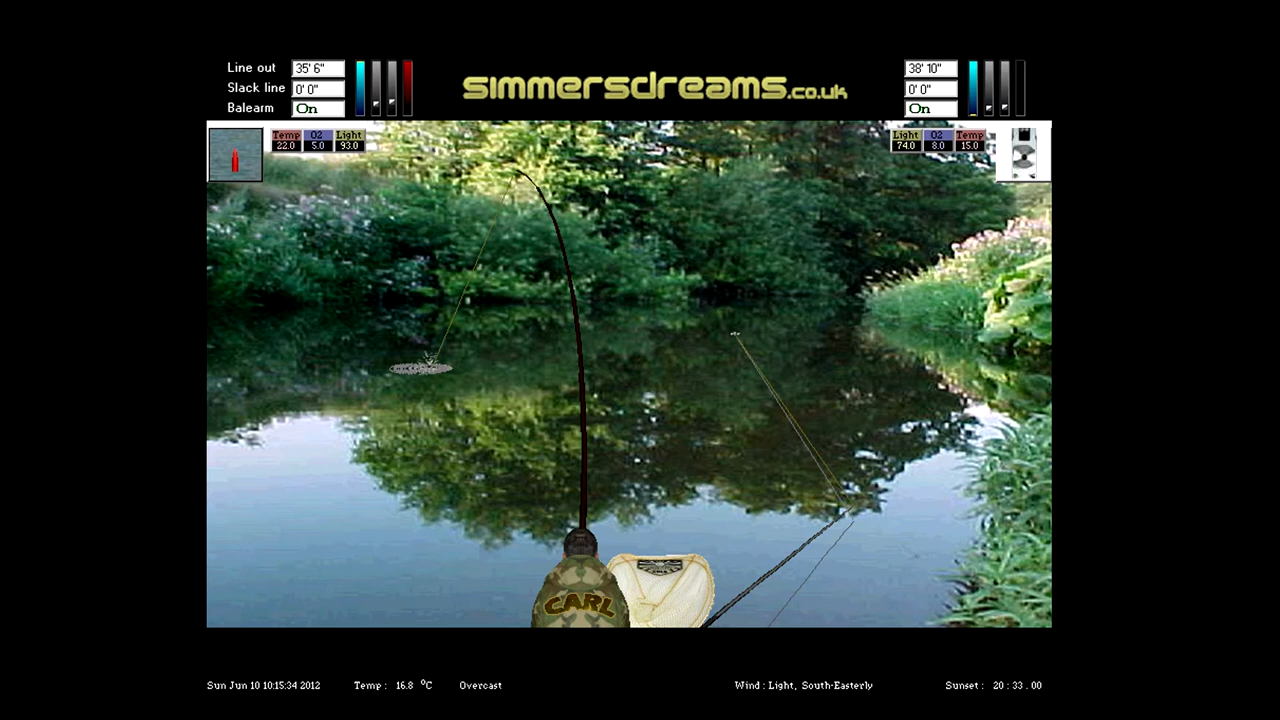 Line out 35' 6"
Slack line 0' 0"
Balearm On
simmersdreams.co.uk
38' 10"
0' 0"
On
Temp O2 Light
22.0 5.0 93.0
Light O2 Temp
74.0 8.0 15.0
CARL
Sun Jun 10 10:15:34 2012 Temp : 16.8 °C Overcast Wind : Light, South-Easterly Sunset : 20 : 33 . 00